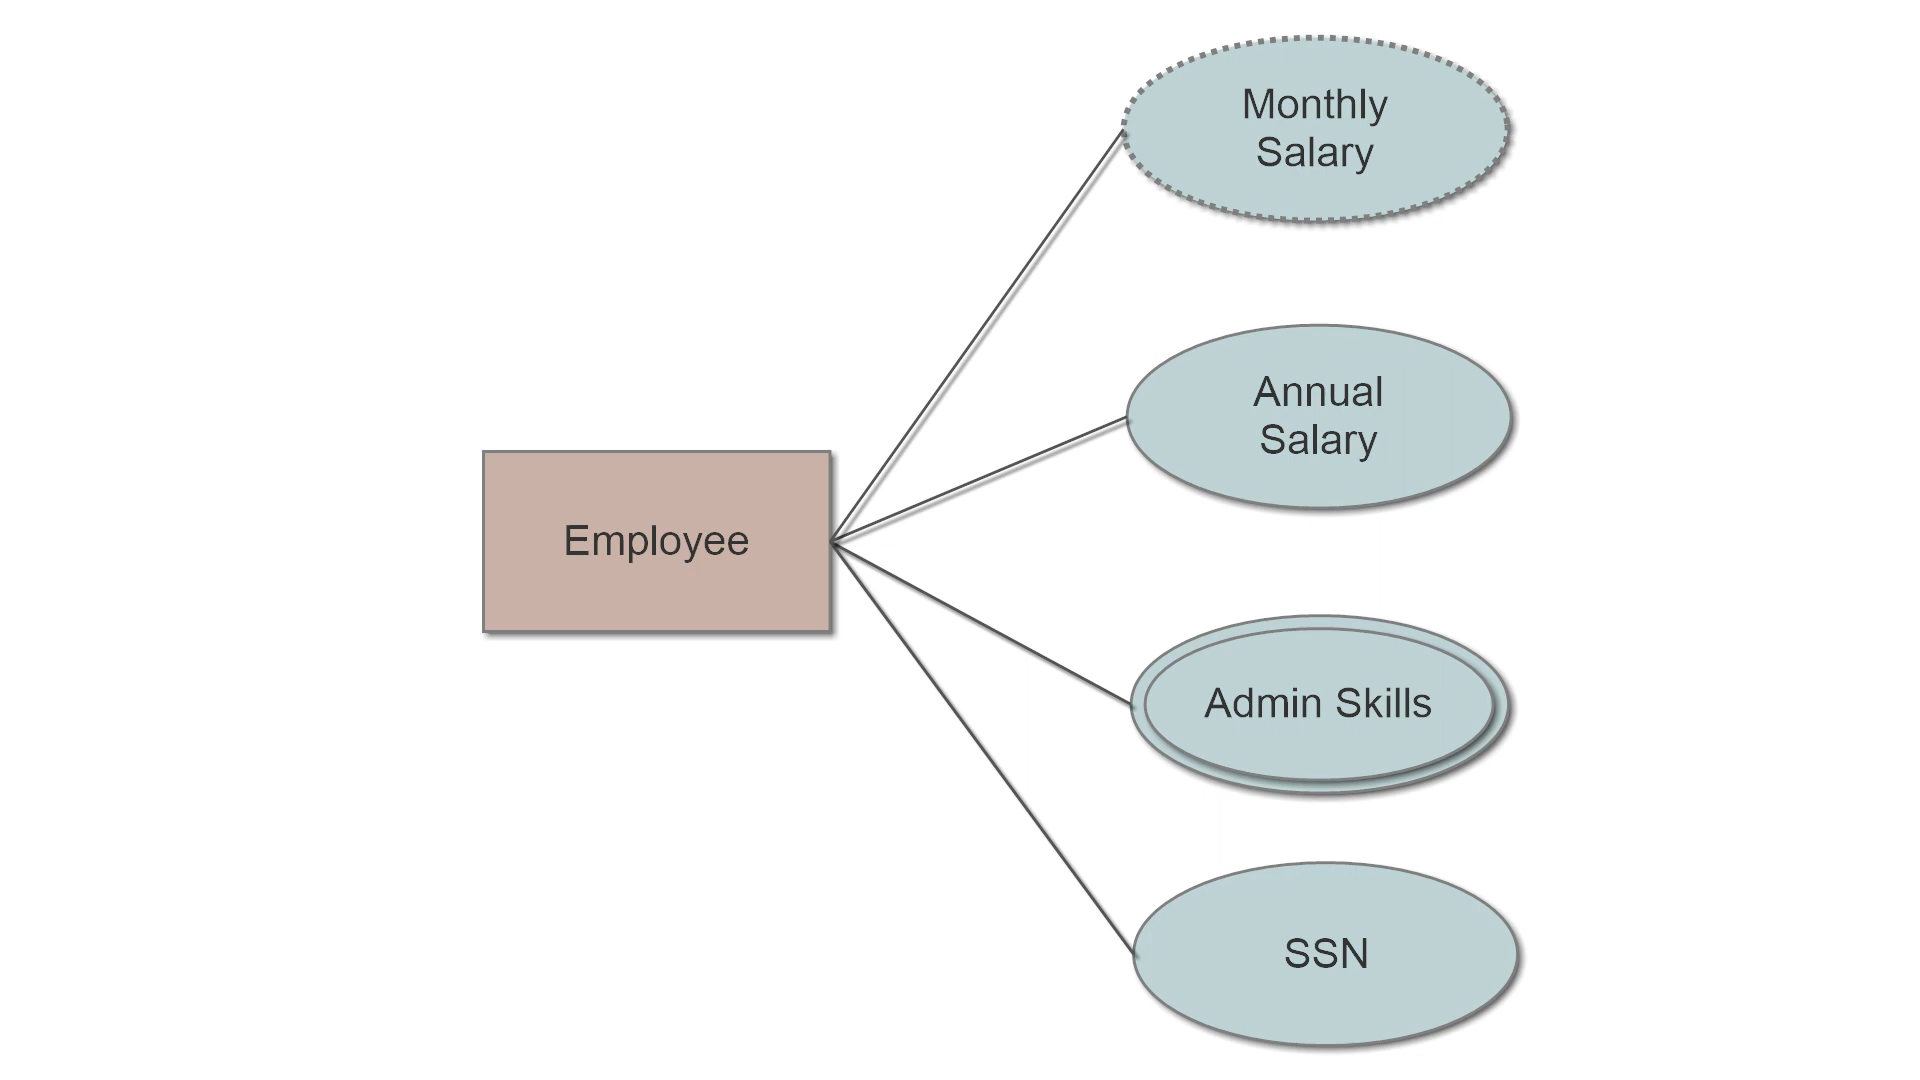 Monthly
Salary
Annual
Salary
Employee
Admin Skills
SSN